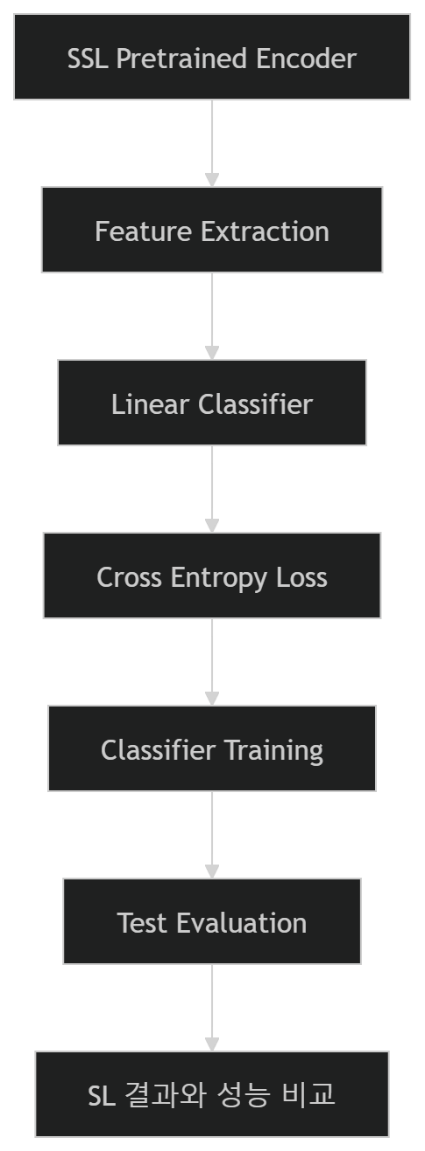 SSL Pretrained Encoder
Feature Extraction
Linear Classifier
Cross Entropy Loss
Classifier Training
Test Evaluation
SL 결과와 성능 비교